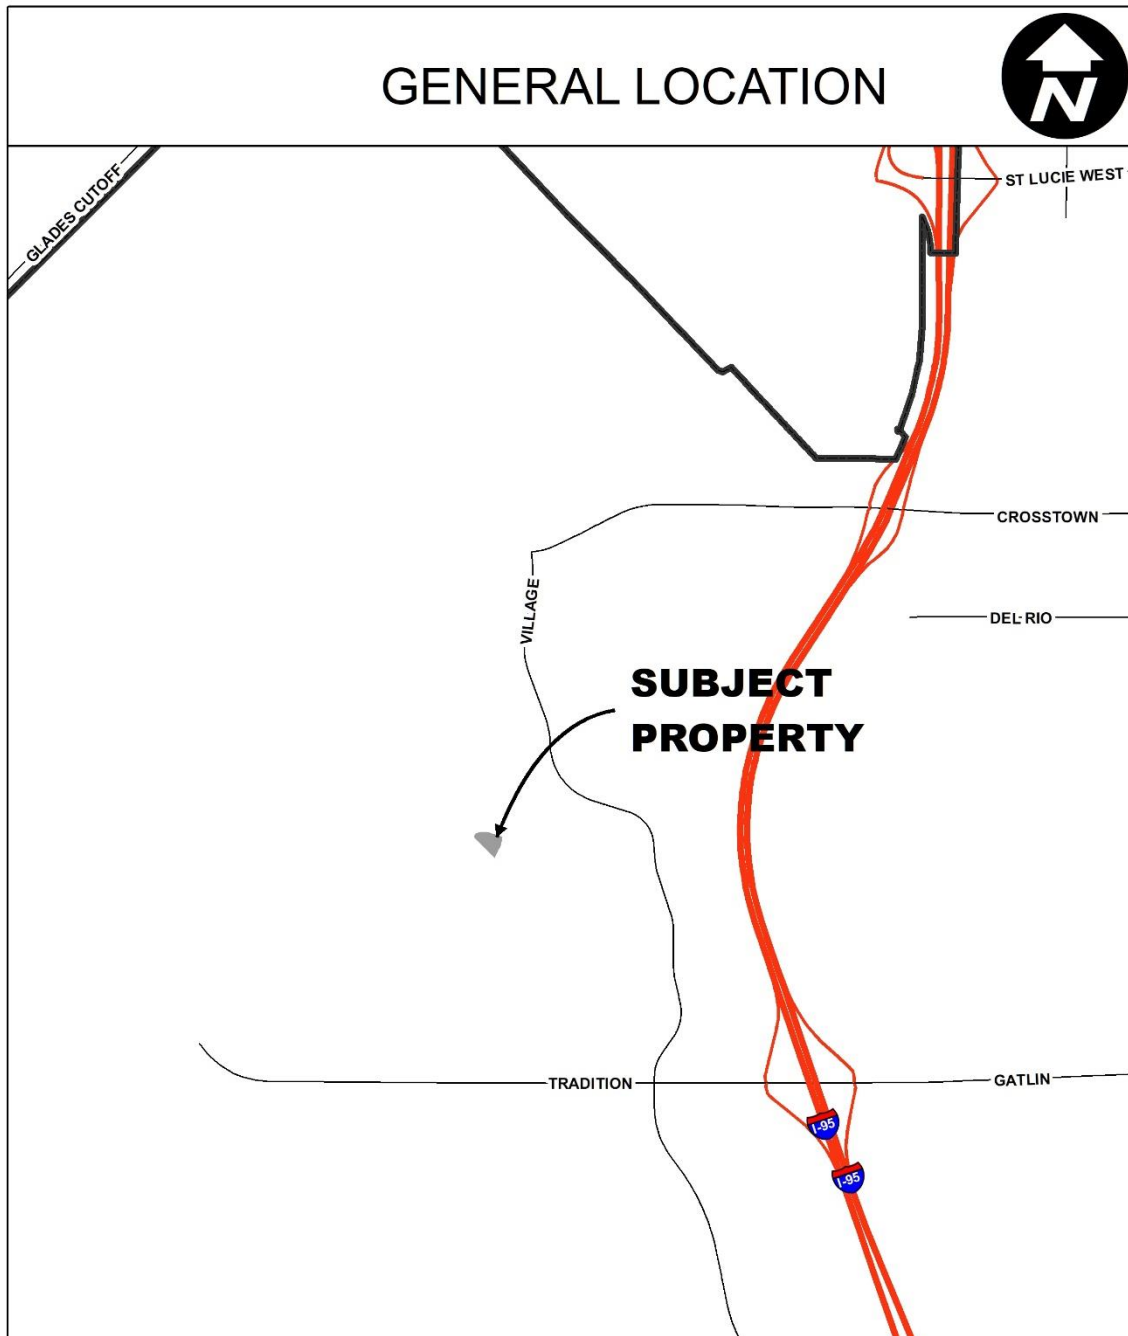 GENERAL LOCATION
N
GLADES CUTOFF
ST LUCIE WEST
CROSSTOWN
VILLAGE
DEL RIO
SUBJECT
PROPERTY
TRADITION
GATLIN
I-95
I-95